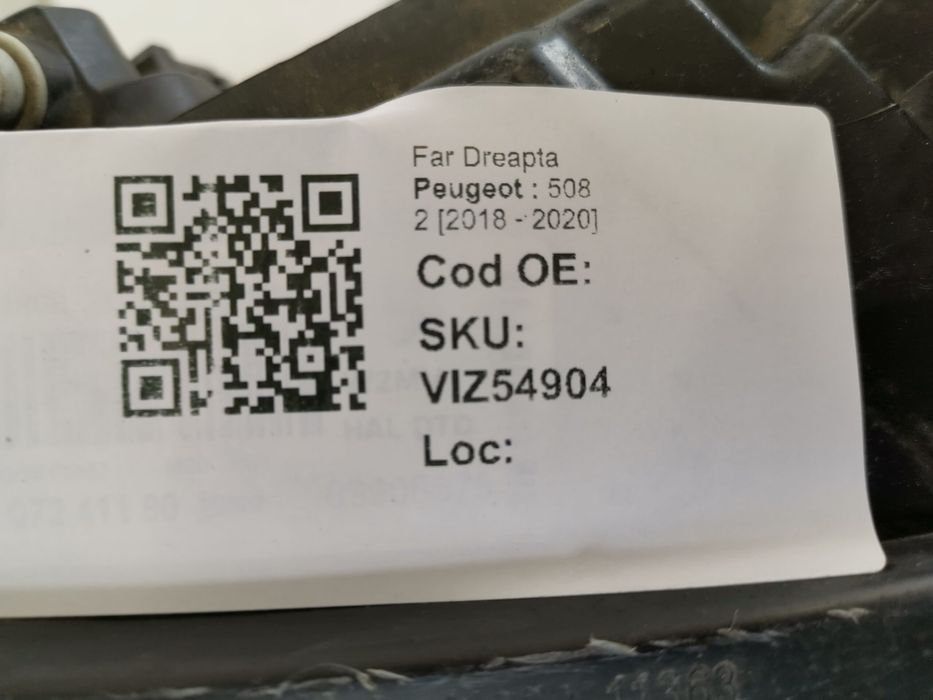 Far Dreapta
Peugeot : 508
2 [2018 - 2020]
Cod OE:
SKU:
VIZ54904
Loc: